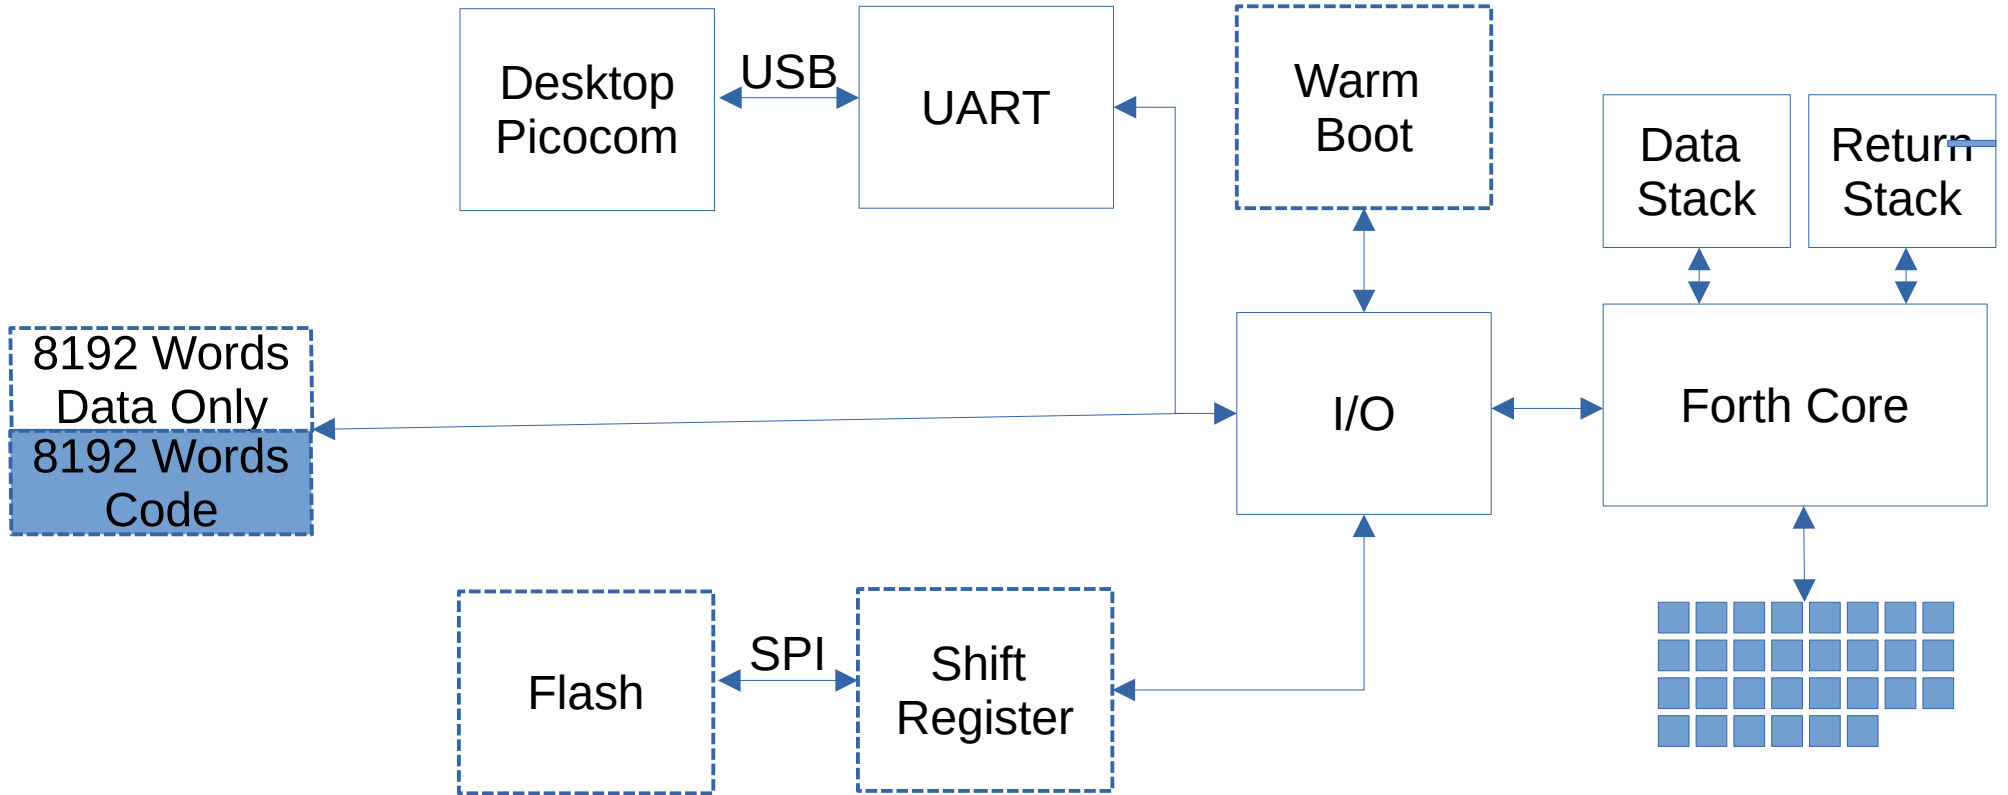 Desktop
Picocom
USB
UART
Warm
Boot
Data
Stack
Return
Stack
8192 Words
Data Only
8192 Words
Code
I/O
Forth Core
Flash
SPI
Shift
Register